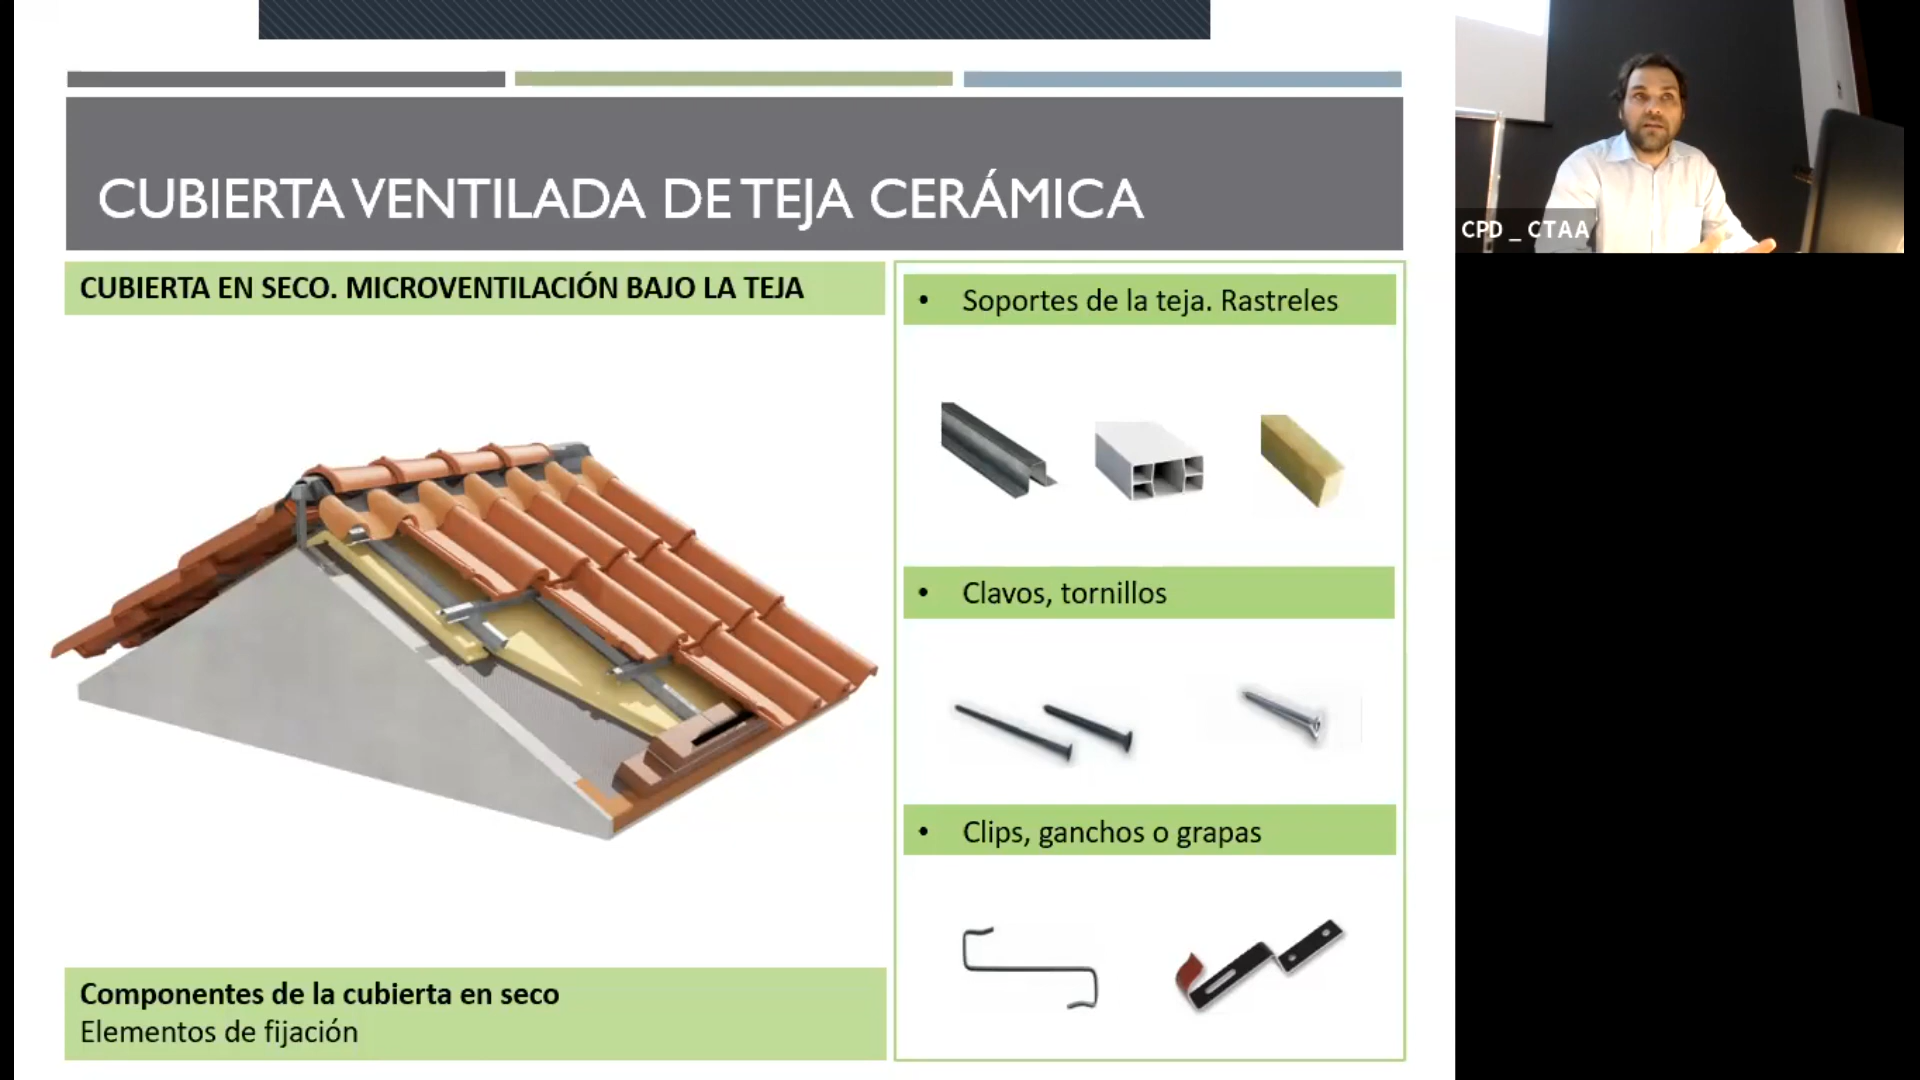 CUBIERTA VENTILADA DE TEJA CERÁMICA
CUBIERTA EN SECO. MICROVENTILACIÓN BAJO LA TEJA
• Soportes de la teja. Rastreles
• Clavos, tornillos
• Clips, ganchos o grapas
Componentes de la cubierta en seco
Elementos de fijación
CPD _ CTAA